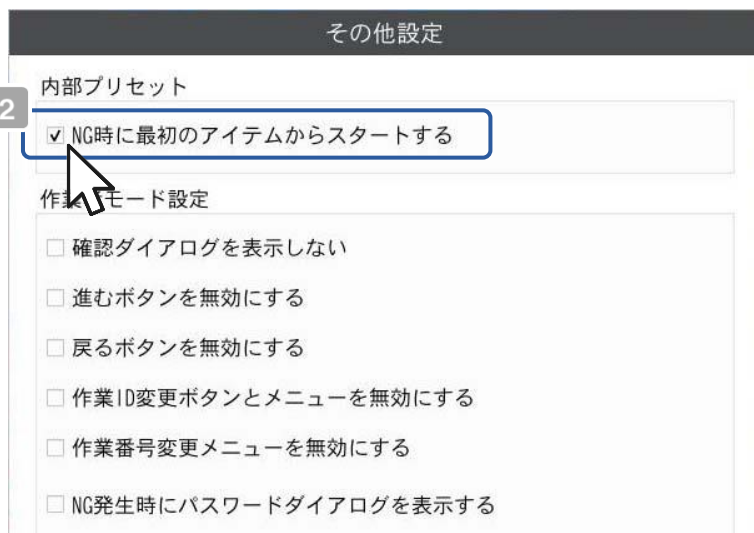 その他設定
内部プリセット
2
NG時に最初のアイテムからスタートする
モード設定
確認ダイアログを表示しない
進むボタンを無効にする
戻るボタンを無効にする
作業ID変更ボタンとメニューを無効にする
作業番号変更メニューを無効にする
NG発生時にパスワードダイアログを表示する